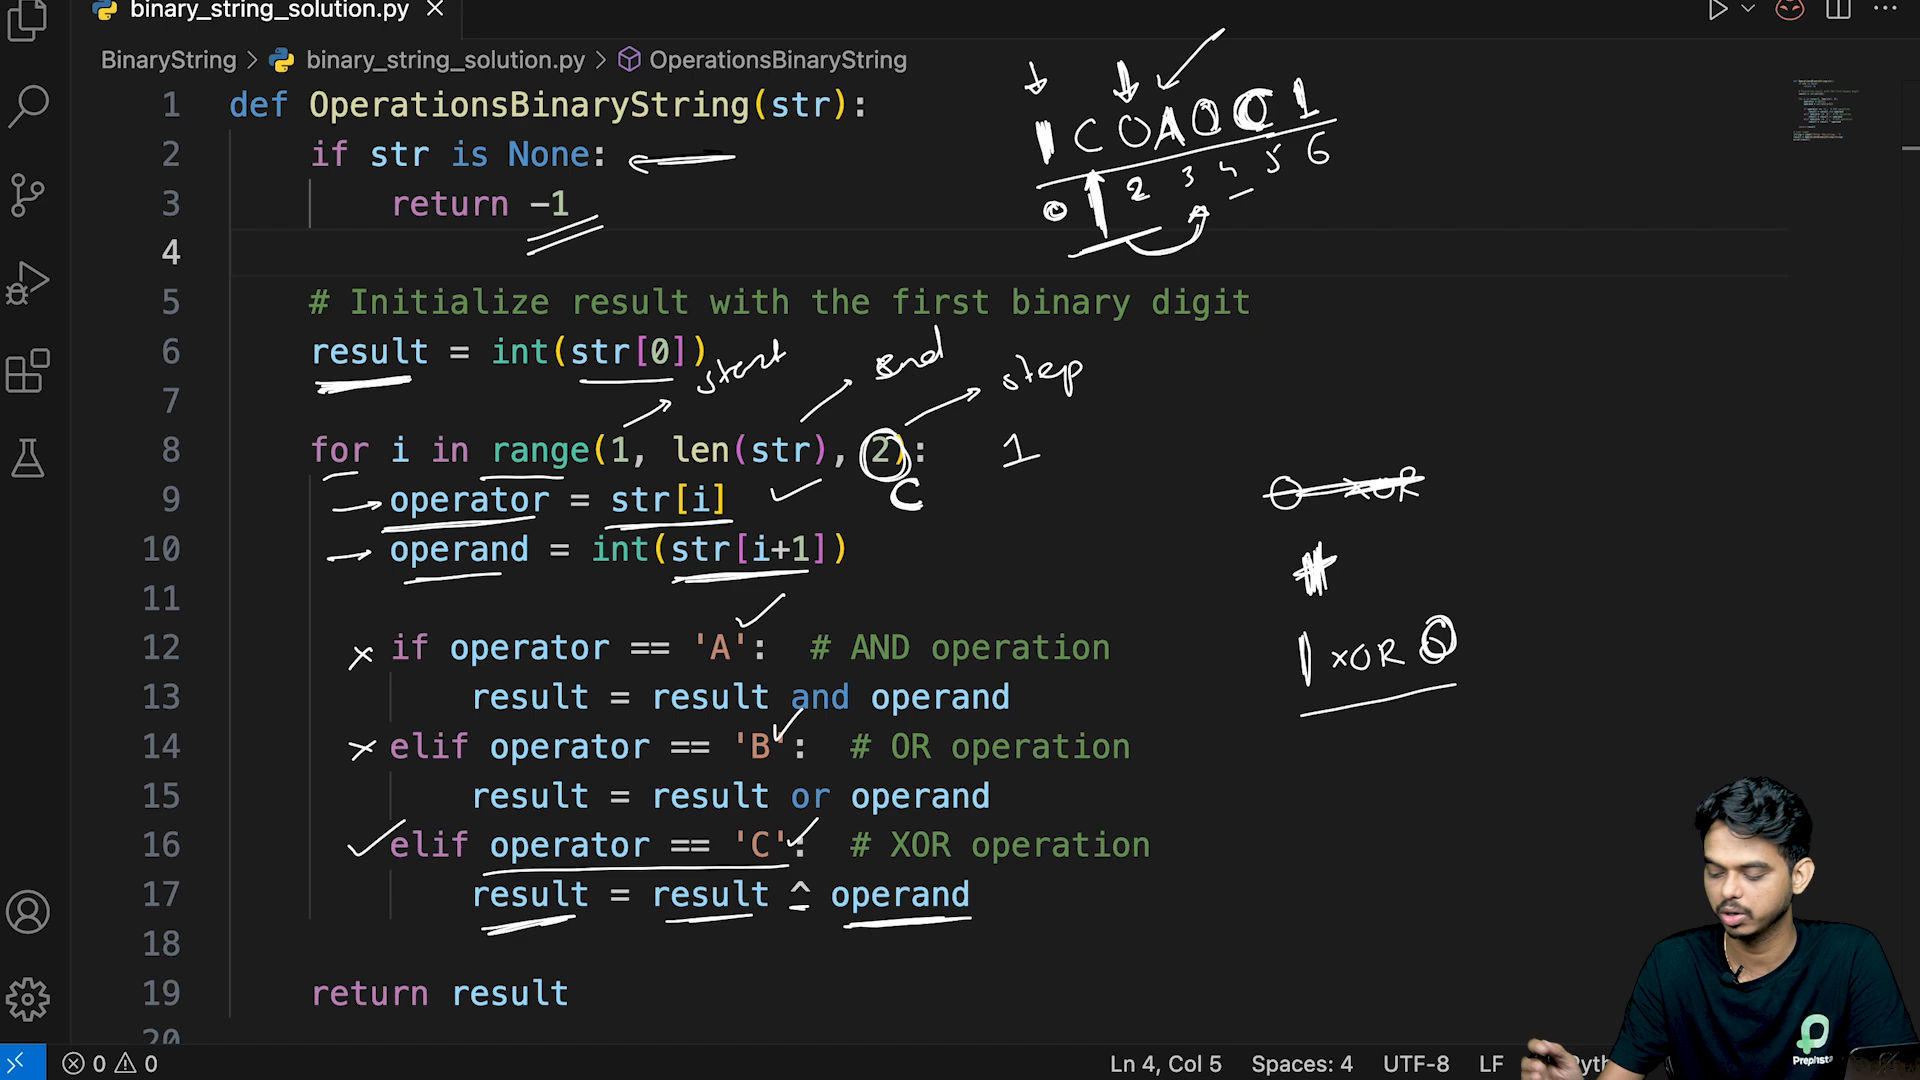 binary_string_solution.py
BinaryString > binary_string_solution.py > OperationsBinaryString
1 def OperationsBinaryString(str):
2 if str is None:
3 return -1
4
5 # Initialize result with the first binary digit
6 result = int(str[0])
7
8 for i in range(1, len(str), 2):
9 operator = str[i]
10 operand = int(str[i+1])
11
12 if operator == 'A': # AND operation
13 result = result and operand
14 elif operator == 'B': # OR operation
15 result = result or operand
16 elif operator == 'C': # XOR operation
17 result = result ^ operand
18
19 return result
20
1 C 0 A 0 C 1
0 1 2 3 4 5 6
start
end
step
1
C
0 XOR
1 XOR 0
0 0
Ln 4, Col 5 Spaces: 4 UTF-8 LF